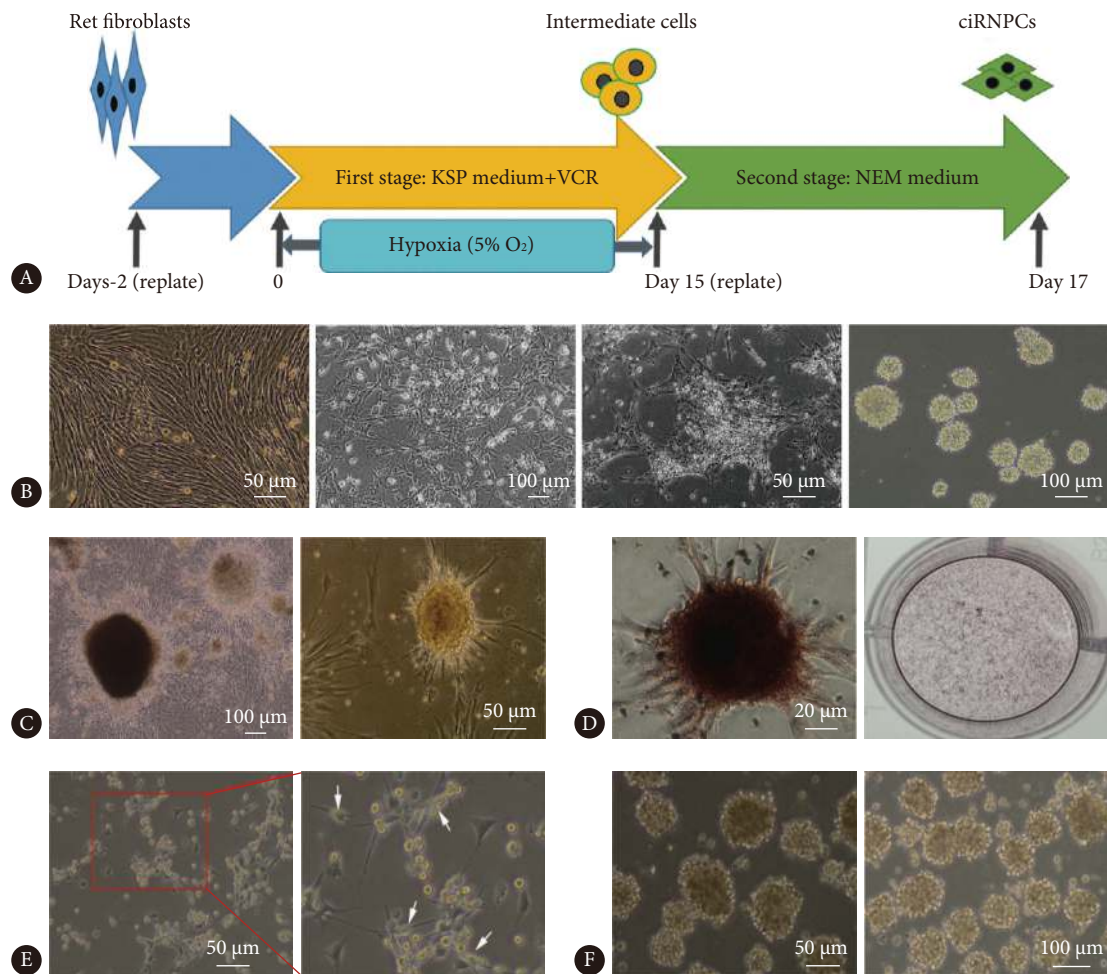 Ret fibroblasts
Intermediate cells
ciRNPCs
First stage: KSP medium+VCR
Second stage: NEM medium
Hypoxia (5% O₂)
A
Days-2 (replate)
0
Day 15 (replate)
Day 17
B
50 µm
100 µm
50 µm
100 µm
C
100 µm
50 µm
D
20 µm
E
50 µm
F
50 µm
100 µm